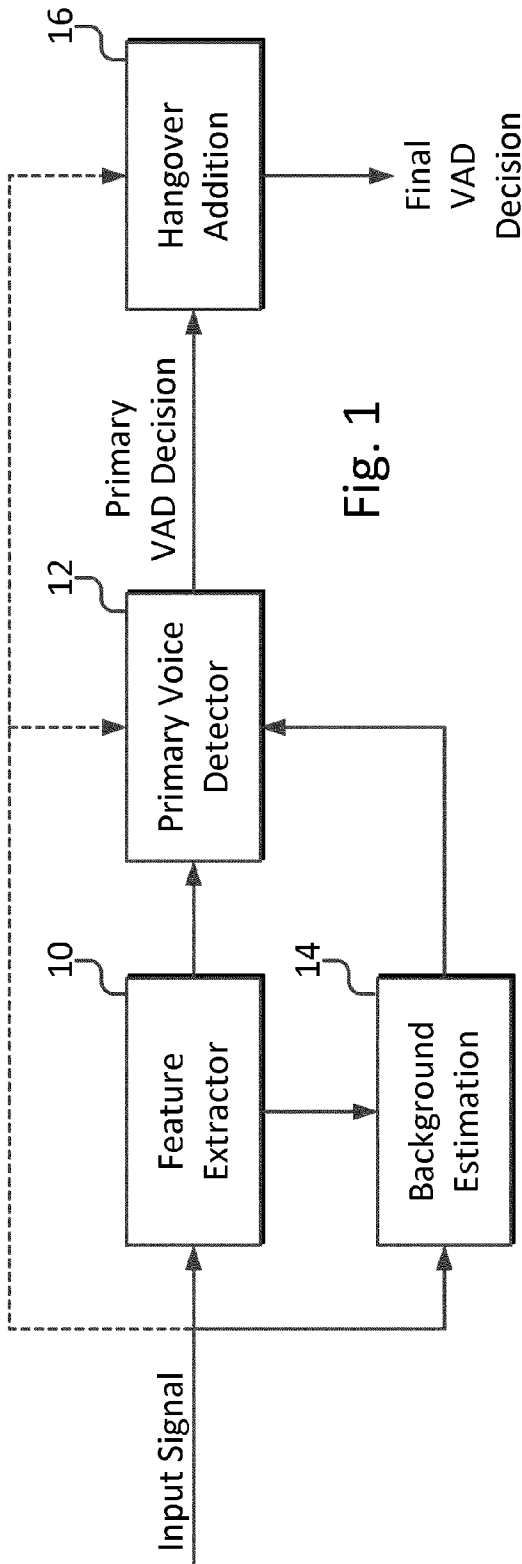 Input Signal
10
Feature
Extractor
14
Background
Estimation
12
Primary Voice
Detector
Primary
VAD Decision
16
Hangover
Addition
Final
VAD
Decision
Fig. 1